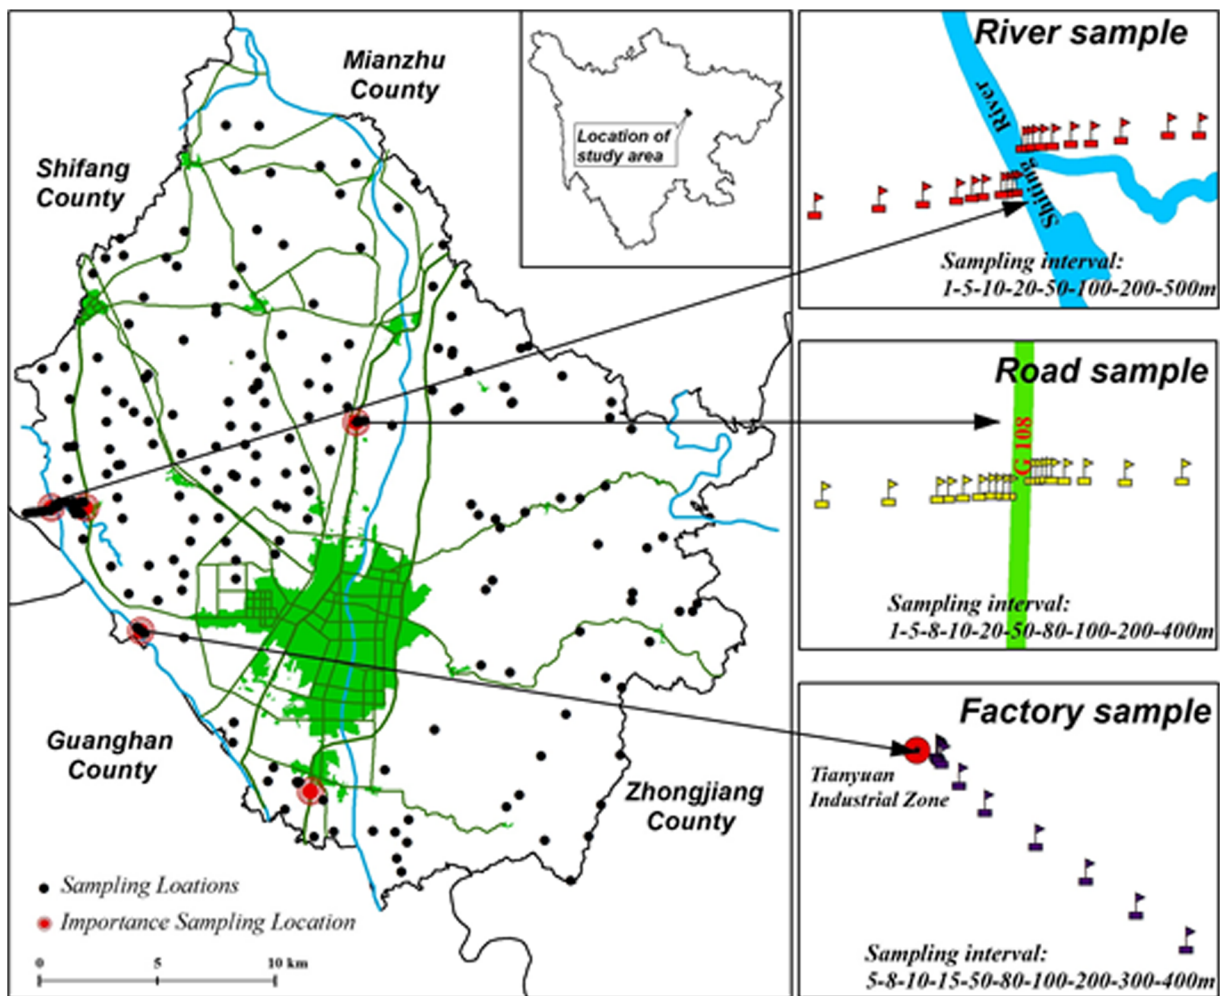 Mianzhu
County
Shifang
County
Location of
study area
Guanghan
County
Zhongjiang
County
Sampling Loations
Importance Sampling Location
0 5 10 km
River sample
River
Shiting
Sampling interval:
1-5-10-20-50-100-200-500m
Road sample
G 108
Sampling interval:
1-5-8-10-20-50-80-100-200-400m
Factory sample
Tianyuan
Industrial Zone
Sampling interval:
5-8-10-15-50-80-100-200-300-400m